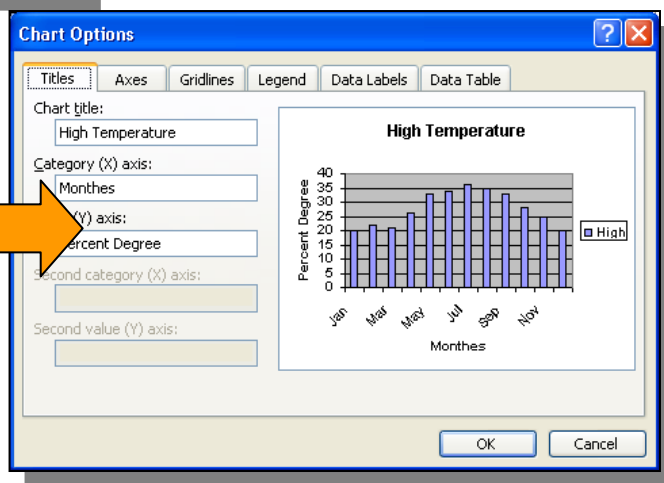 Chart Options
Titles
Axes
Gridlines
Legend
Data Labels
Data Table
Chart title:
High Temperature
Category (X) axis:
Monthes
(Y) axis:
Percent Degree
Second category (X) axis:
Second value (Y) axis:
High Temperature
Percent Degree
40
35
30
25
20
15
10
5
0
Jan
Mar
May
Jul
Sep
Nov
Monthes
High
OK
Cancel